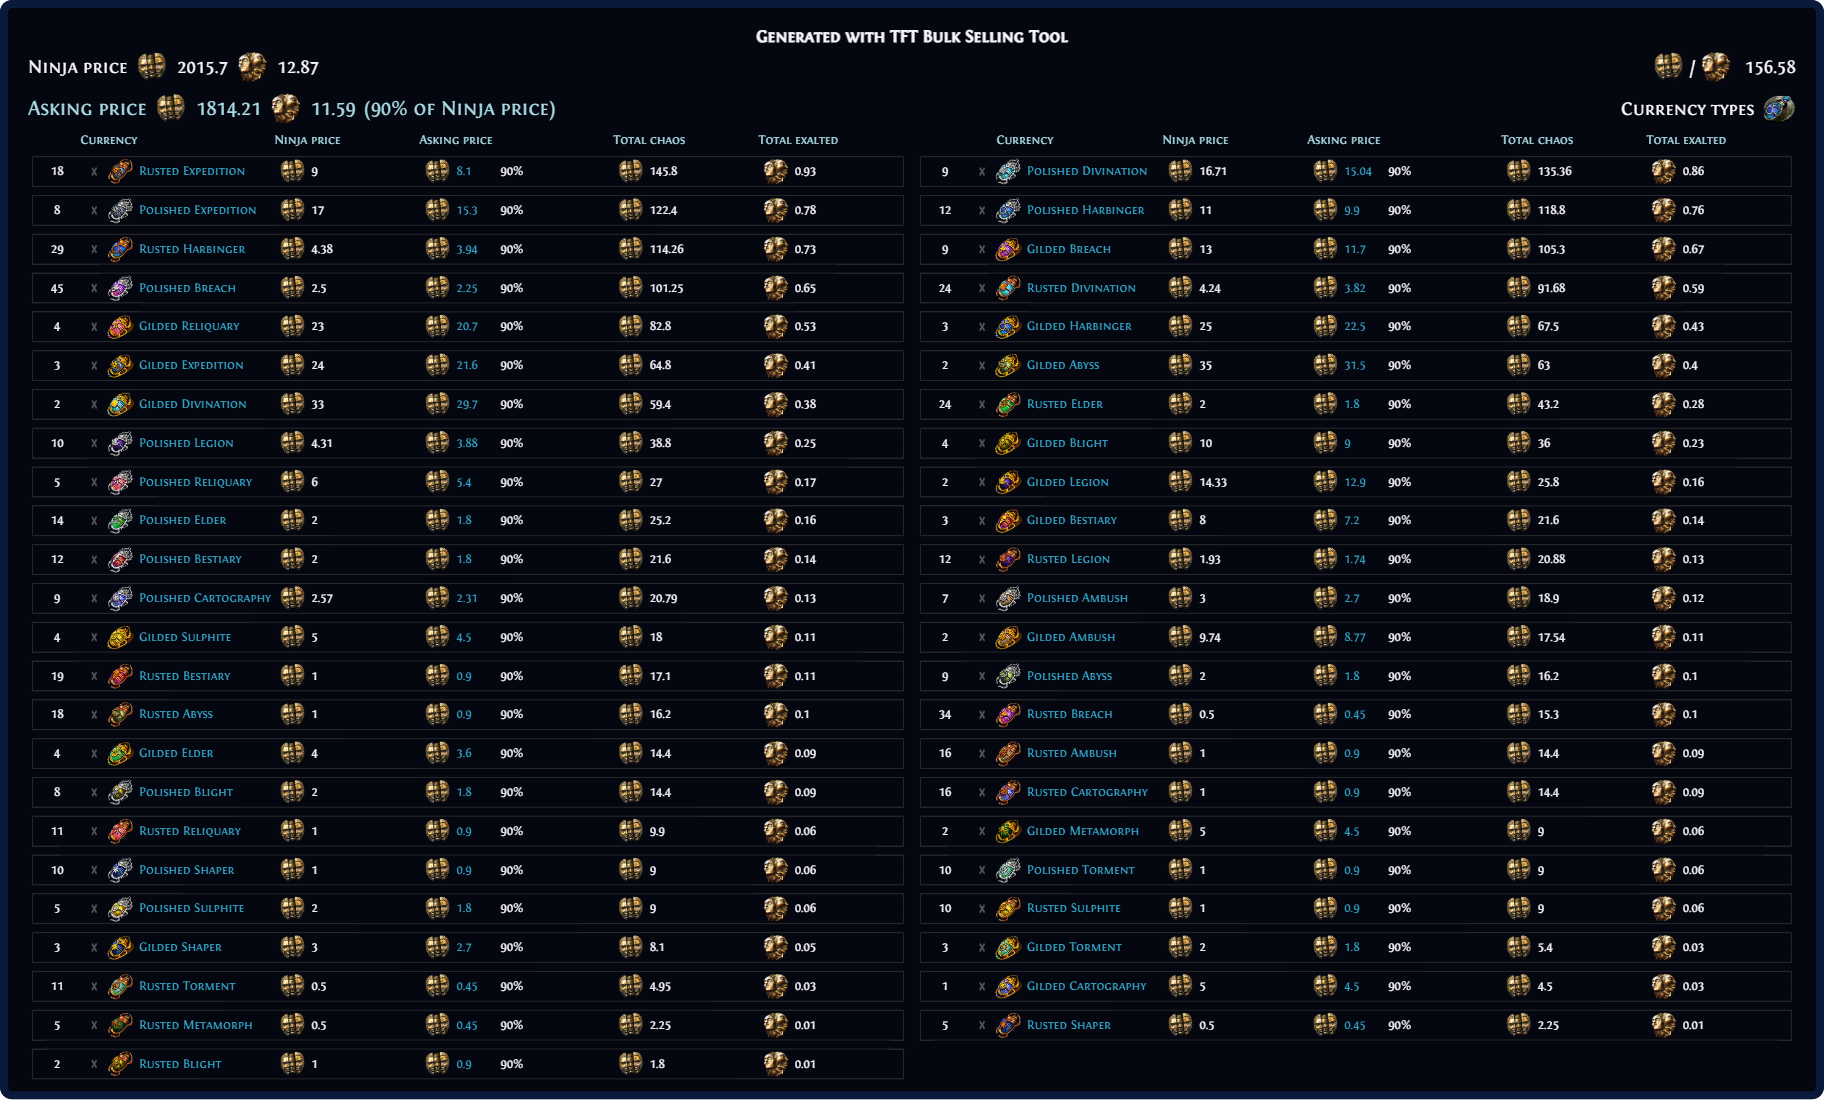 Generated with TFT Bulk Selling Tool
Ninja price 2015.7 12.87 / 156.58
Asking price 1814.21 11.59 (90% of Ninja price) Currency types
Currency Ninja price Asking price Total chaos Total exalted Currency Ninja price Asking price Total chaos Total exalted
18 x Rusted Expedition 9 8.1 90% 145.8 0.93 9 x Polished Divination 16.71 15.04 90% 135.36 0.86
8 x Polished Expedition 17 15.3 90% 122.4 0.78 12 x Polished Harbinger 11 9.9 90% 118.8 0.76
29 x Rusted Harbinger 4.38 3.94 90% 114.26 0.73 9 x Gilded Breach 13 11.7 90% 105.3 0.67
45 x Polished Breach 2.5 2.25 90% 101.25 0.65 24 x Rusted Divination 4.24 3.82 90% 91.68 0.59
4 x Gilded Reliquary 23 20.7 90% 82.8 0.53 3 x Gilded Harbinger 25 22.5 90% 67.5 0.43
3 x Gilded Expedition 24 21.6 90% 64.8 0.41 2 x Gilded Abyss 35 31.5 90% 63 0.4
2 x Gilded Divination 33 29.7 90% 59.4 0.38 24 x Rusted Elder 2 1.8 90% 43.2 0.28
10 x Polished Legion 4.31 3.88 90% 38.8 0.25 4 x Gilded Blight 10 9 90% 36 0.23
5 x Polished Reliquary 6 5.4 90% 27 0.17 2 x Gilded Legion 14.33 12.9 90% 25.8 0.16
14 x Polished Elder 2 1.8 90% 25.2 0.16 3 x Gilded Bestiary 8 7.2 90% 21.6 0.14
12 x Polished Bestiary 2 1.8 90% 21.6 0.14 12 x Rusted Legion 1.93 1.74 90% 20.88 0.13
9 x Polished Cartography 2.57 2.31 90% 20.79 0.13 7 x Polished Ambush 3 2.7 90% 18.9 0.12
4 x Gilded Sulphite 5 4.5 90% 18 0.11 2 x Gilded Ambush 9.74 8.77 90% 17.54 0.11
19 x Rusted Bestiary 1 0.9 90% 17.1 0.11 9 x Polished Abyss 2 1.8 90% 16.2 0.1
18 x Rusted Abyss 1 0.9 90% 16.2 0.1 34 x Rusted Breach 0.5 0.45 90% 15.3 0.1
4 x Gilded Elder 4 3.6 90% 14.4 0.09 16 x Rusted Ambush 1 0.9 90% 14.4 0.09
8 x Polished Blight 2 1.8 90% 14.4 0.09 16 x Rusted Cartography 1 0.9 90% 14.4 0.09
11 x Rusted Reliquary 1 0.9 90% 9.9 0.06 2 x Gilded Metamorph 5 4.5 90% 9 0.06
10 x Polished Shaper 1 0.9 90% 9 0.06 10 x Polished Torment 1 0.9 90% 9 0.06
5 x Polished Sulphite 2 1.8 90% 9 0.06 10 x Rusted Sulphite 1 0.9 90% 9 0.06
3 x Gilded Shaper 3 2.7 90% 8.1 0.05 3 x Gilded Torment 2 1.8 90% 5.4 0.03
11 x Rusted Torment 0.5 0.45 90% 4.95 0.03 1 x Gilded Cartography 5 4.5 90% 4.5 0.03
5 x Rusted Metamorph 0.5 0.45 90% 2.25 0.01 5 x Rusted Shaper 0.5 0.45 90% 2.25 0.01
2 x Rusted Blight 1 0.9 90% 1.8 0.01